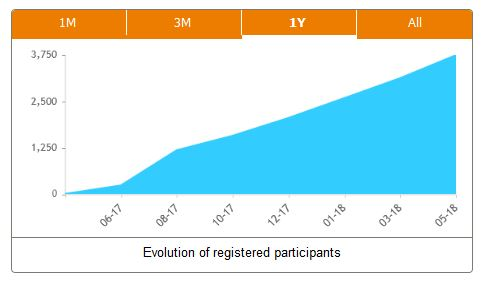 1M 3M 1Y All
3,750
2,500
1,250
0
06-17 08-17 10-17 12-17 01-18 03-18 05-18
Evolution of registered participants